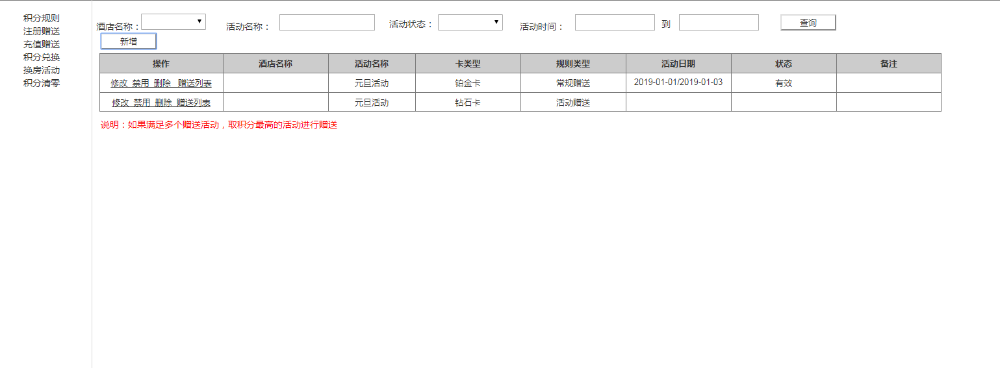 积分规则
注册赠送
充值赠送
积分兑换
换房活动
积分清零
酒店名称： 活动名称： 活动状态： 活动时间： 到 查询
新增
操作 酒店名称 活动名称 卡类型 规则类型 活动日期 状态 备注
修改 禁用 删除 赠送列表 元旦活动 铂金卡 常规赠送 2019-01-01/2019-01-03 有效
修改 禁用 删除 赠送列表 元旦活动 钻石卡 活动赠送
说明：如果满足多个赠送活动，取积分最高的活动进行赠送